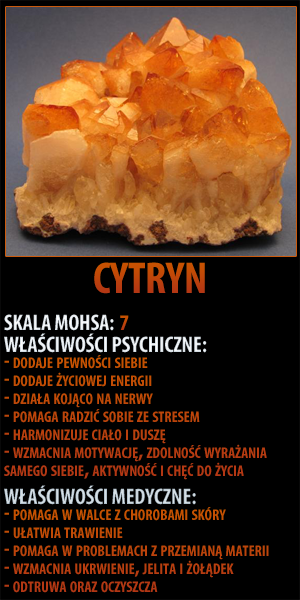 CYTRYN
SKALA MOHSA: 7
WŁAŚCIWOŚCI PSYCHICZNE:
- DODAJE PEWNOŚCI SIEBIE
- DODAJE ŻYCIOWEJ ENERGII
- DZIAŁA KOJĄCO NA NERWY
- POMAGA RADZIĆ SOBIE ZE STRESEM
- HARMONIZUJE CIAŁO I DUSZĘ
- WZMACNIA MOTYWACJĘ, ZDOLNOŚĆ WYRAŻANIA
SAMEGO SIEBIE, AKTYWNOŚĆ I CHĘĆ DO ŻYCIA
WŁAŚCIWOŚCI MEDYCZNE:
- POMAGA W WALCE Z CHOROBAMI SKÓRY
- UŁATWIA TRAWIENIE
- POMAGA W PROBLEMACH Z PRZEMIANĄ MATERII
- WZMACNIA UKRWIENIE, JELITA I ŻOŁĄDEK
- ODTRUWA ORAZ OCZYSZCZA